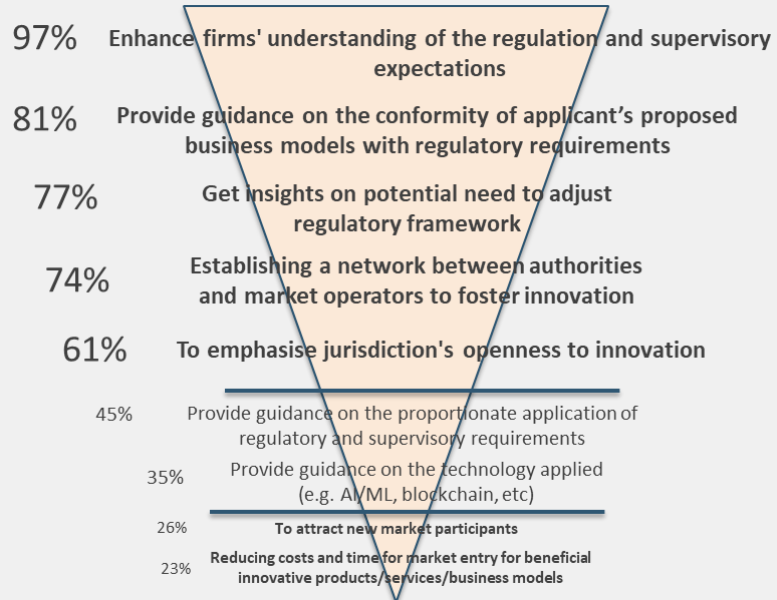 97% Enhance firms' understanding of the regulation and supervisory
expectations
81% Provide guidance on the conformity of applicant's proposed
business models with regulatory requirements
77% Get insights on potential need to adjust
regulatory framework
74% Establishing a network between authorities
and market operators to foster innovation
61% To emphasise jurisdiction's openness to innovation
45% Provide guidance on the proportionate application of
regulatory and supervisory requirements
35% Provide guidance on the technology applied
(e.g. AI/ML, blockchain, etc)
26% To attract new market participants
23% Reducing costs and time for market entry for beneficial
innovative products/services/business models